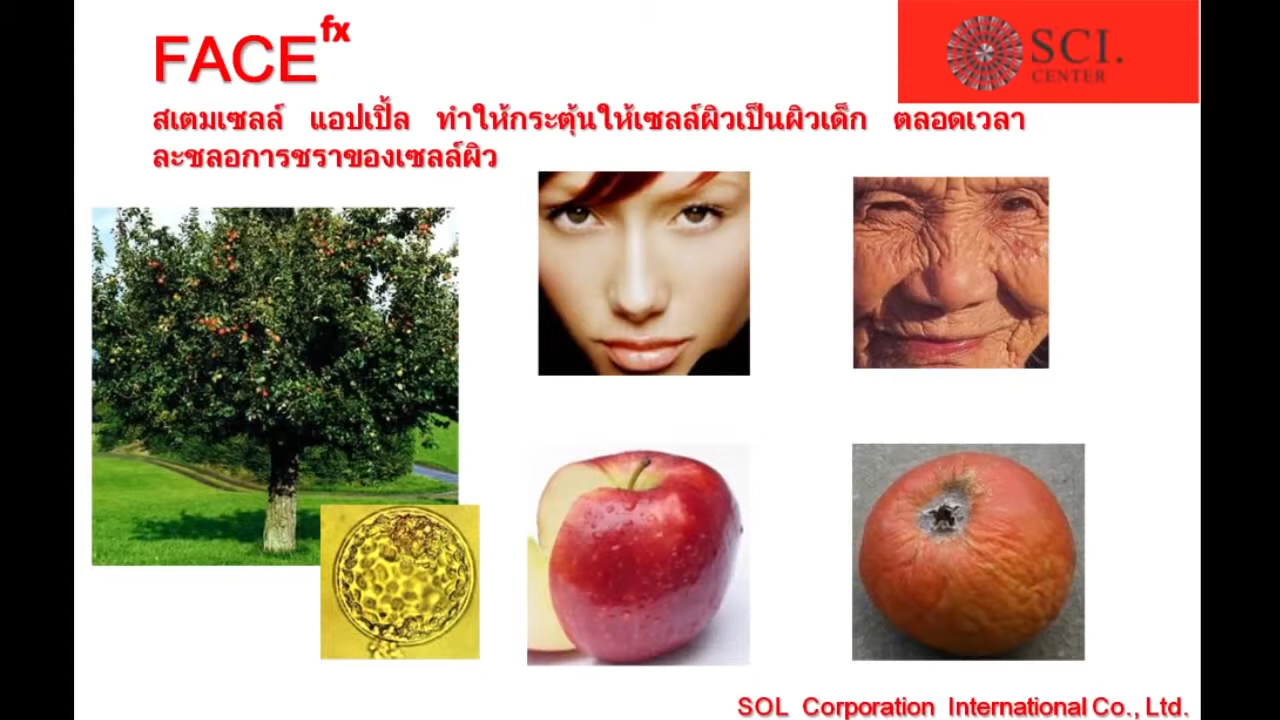 FACE fx
SCI.
CENTER
สเตมเซลล์ แอปเปิ้ล ทำให้กระตุ้นให้เซลล์ผิวเป็นผิวเด็ก ตลอดเวลา
ละชลอการชราของเซลล์ผิว
SOL Corporation International Co., Ltd.